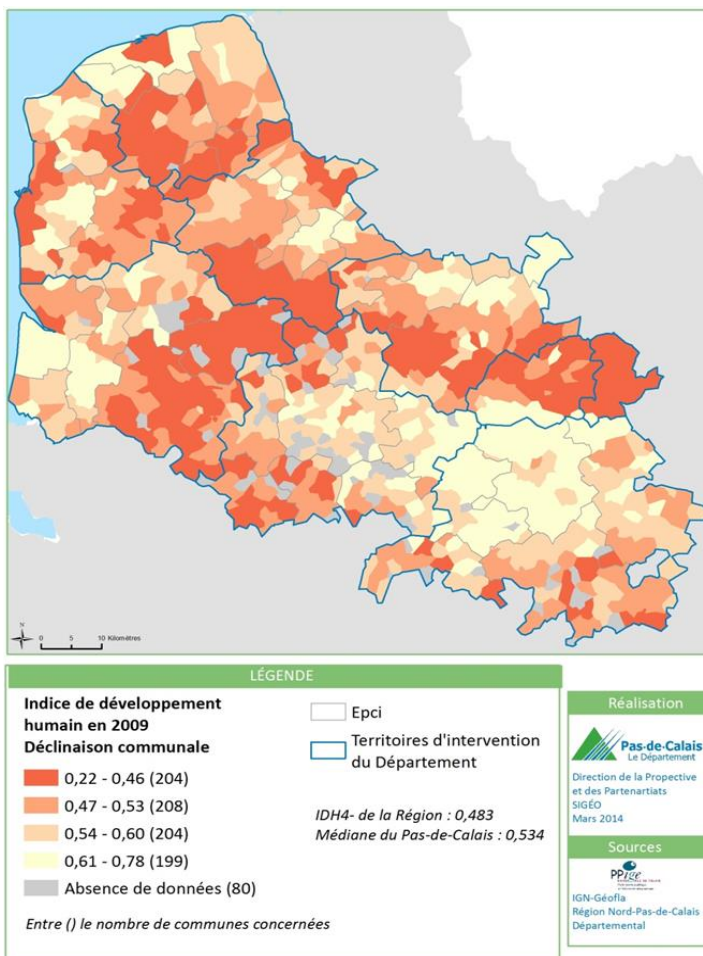 N
0 5 10 Kilomètres
LÉGENDE
Indice de développement
humain en 2009
Déclinaison communale
0,22 - 0,46 (204)
0,47 - 0,53 (208)
0,54 - 0,60 (204)
0,61 - 0,78 (199)
Absence de données (80)
Entre () le nombre de communes concernées
Epci
Territoires d'intervention
du Département
IDH4- de la Région : 0,483
Médiane du Pas-de-Calais : 0,534
Réalisation
Pas-de-Calais
Le Département
Direction de la Propective
et des Partenartiats
SIGÉO
Mars 2014
Sources
PPige
IGN-Géofla
Région Nord-Pas-de-Calais
Départemental